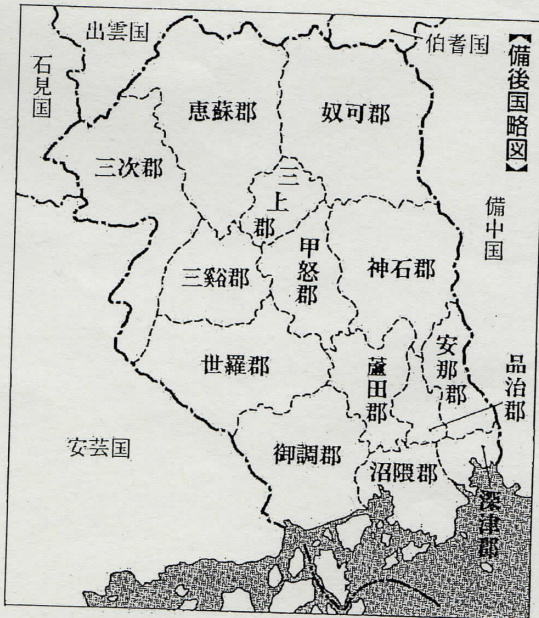 【備後国略図】
出雲国
伯耆国
石見国
恵蘇郡
奴可郡
三次郡
三上郡
備中国
甲怒郡
神石郡
三谿郡
安那郡
品治郡
世羅郡
蘆田郡
安芸国
御調郡
沼隈郡
深津郡